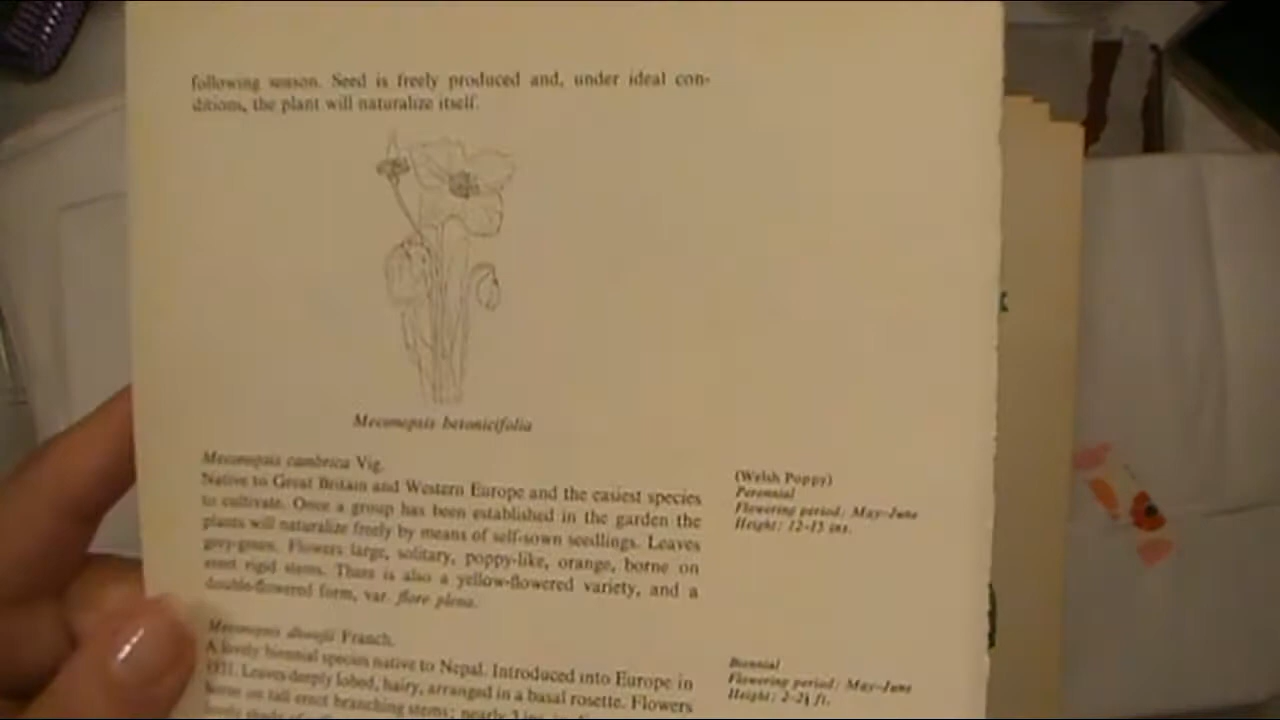 following season. Seed is freely produced and, under ideal con-
ditions, the plant will naturalize itself.
Meconopsis betonicifolia
Meconopsis cambrica Vig.
Native to Great Britain and Western Europe and the easiest species
to cultivate. Once a group has been established in the garden the
plants will naturalize freely by means of self-sown seedlings. Leaves
grey-green. Flowers large, solitary, poppy-like, orange, borne on
erect rigid stems. There is also a yellow-flowered variety, and a
double-flowered form, var. flore plena.
(Welsh Poppy)
Perennial
Flowering period: May-June
Height: 12-15 ins.
Meconopsis Franch.
A lovely biennial species native to Nepal. Introduced into Europe in
1931. Leaves deeply lobed, hairy, arranged in a basal rosette. Flowers
borne on tall erect branching stems; nearly 3 ins.
lovely
Biennial
Flowering period: May-June
Height: 2-2½ ft.